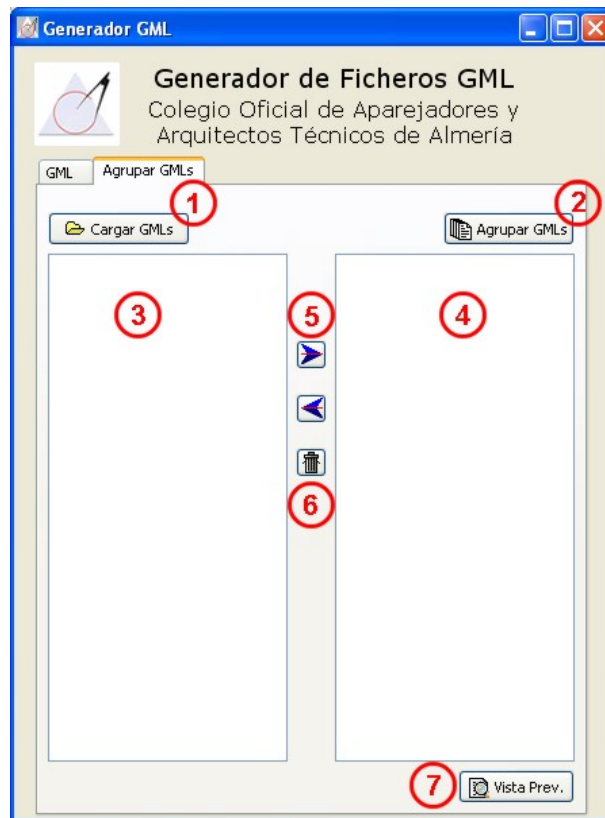 Generador GML
Generador de Ficheros GML
Colegio Oficial de Aparejadores y
Arquitectos Técnicos de Almería
GML
Agrupar GMLs
1
2
Cargar GMLs
Agrupar GMLs
3
5
4
6
7
Vista Prev.